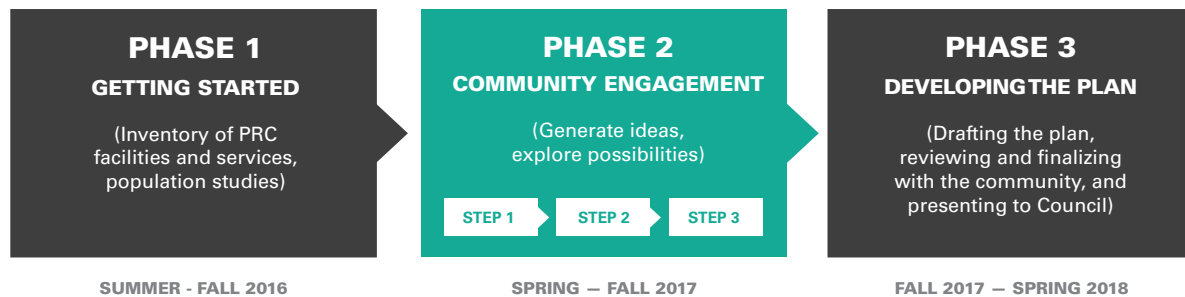 PHASE 1
GETTING STARTED
(Inventory of PRC
facilities and services,
population studies)
SUMMER - FALL 2016
PHASE 2
COMMUNITY ENGAGEMENT
(Generate ideas,
explore possibilities)
STEP 1
STEP 2
STEP 3
SPRING — FALL 2017
PHASE 3
DEVELOPING THE PLAN
(Drafting the plan,
reviewing and finalizing
with the community, and
presenting to Council)
FALL 2017 — SPRING 2018